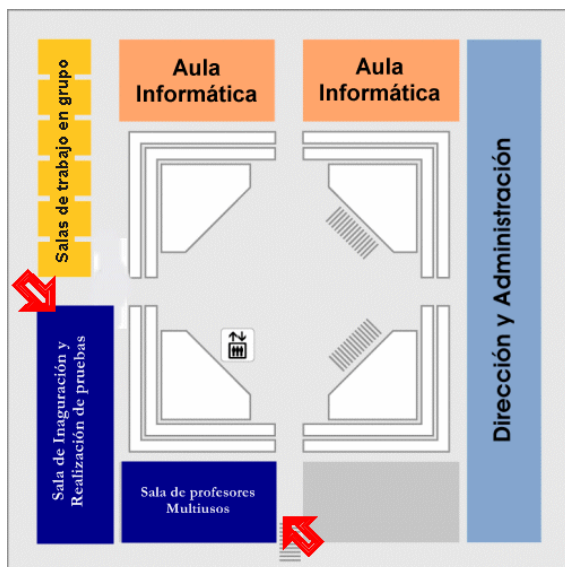 Salas de trabajo en grupo
Aula
Informática
Aula
Informática
Dirección y Administración
Sala de Inaguración y
Realización de pruebas
Sala de profesores
Multiusos